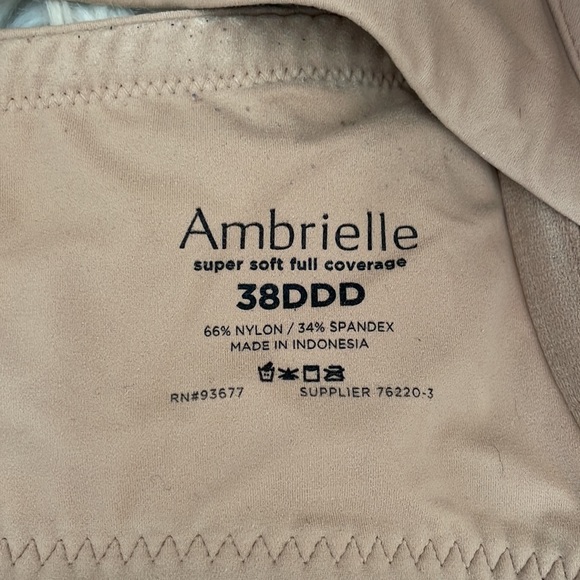 Ambrielle
super soft full coverage
38DDD
66% NYLON / 34% SPANDEX
MADE IN INDONESIA
RN#93677 SUPPLIER 76220-3